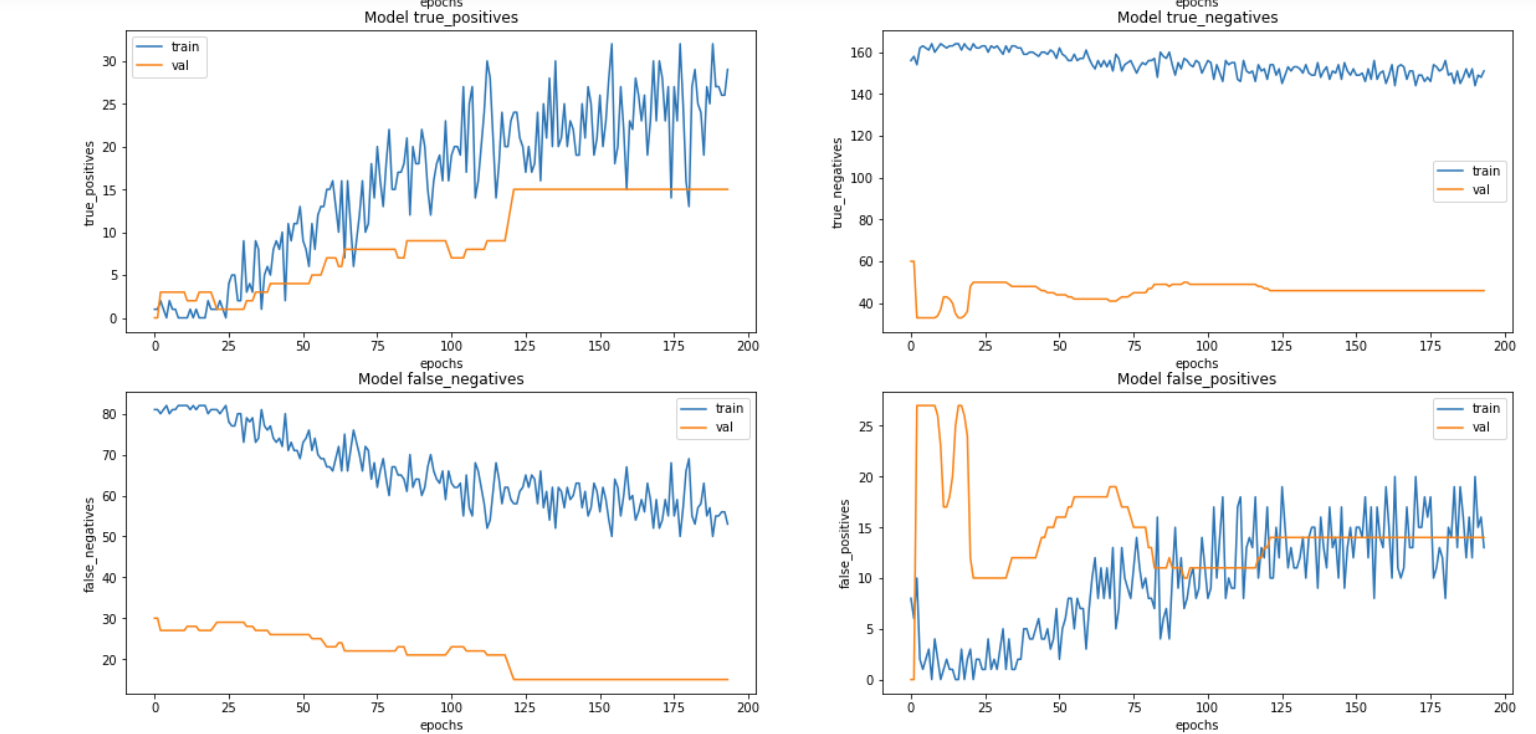 epochs epochs
Model true_positives
train
val
true_positives
30
25
20
15
10
5
0
0 25 50 75 100 125 150 175 200
epochs
Model true_negatives
160
140
120
100
80
60
40
true_negatives
train
val
0 25 50 75 100 125 150 175 200
epochs
Model false_negatives
train
val
80
70
60
50
40
30
20
false_negatives
0 25 50 75 100 125 150 175 200
epochs
Model false_positives
train
val
25
20
15
10
5
0
false_positives
0 25 50 75 100 125 150 175 200
epochs